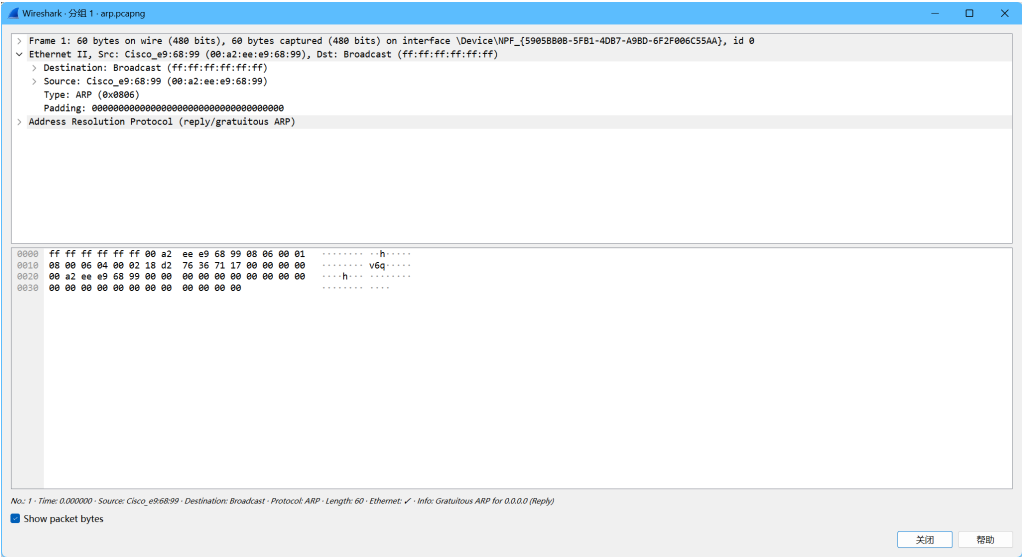 Wireshark · 分组 1 · arp.pcapng
Frame 1: 60 bytes on wire (480 bits), 60 bytes captured (480 bits) on interface \Device\NPF_{5905BB0B-5FB1-4DB7-A9BD-6F2F006C55AA}, id 0
Ethernet II, Src: Cisco_e9:68:99 (00:a2:ee:e9:68:99), Dst: Broadcast (ff:ff:ff:ff:ff:ff)
Destination: Broadcast (ff:ff:ff:ff:ff:ff)
Source: Cisco_e9:68:99 (00:a2:ee:e9:68:99)
Type: ARP (0x0806)
Padding: 000000000000000000000000000000000000
Address Resolution Protocol (reply/gratuitous ARP)
0000 ff ff ff ff ff ff 00 a2 ee e9 68 99 08 06 00 01 ········ ··h·····
0010 08 00 06 04 00 02 18 d2 76 36 71 17 00 00 00 00 ········ v6q·····
0020 00 a2 ee e9 68 99 00 00 00 00 00 00 00 00 00 00 ····h··· ········
0030 00 00 00 00 00 00 00 00 00 00 00 00 ········ ····
No.: 1 · Time: 0.000000 · Source: Cisco_e9:68:99 · Destination: Broadcast · Protocol: ARP · Length: 60 · Ethernet: ✓ · Info: Gratuitous ARP for 0.0.0.0 (Reply)
Show packet bytes
关闭 帮助